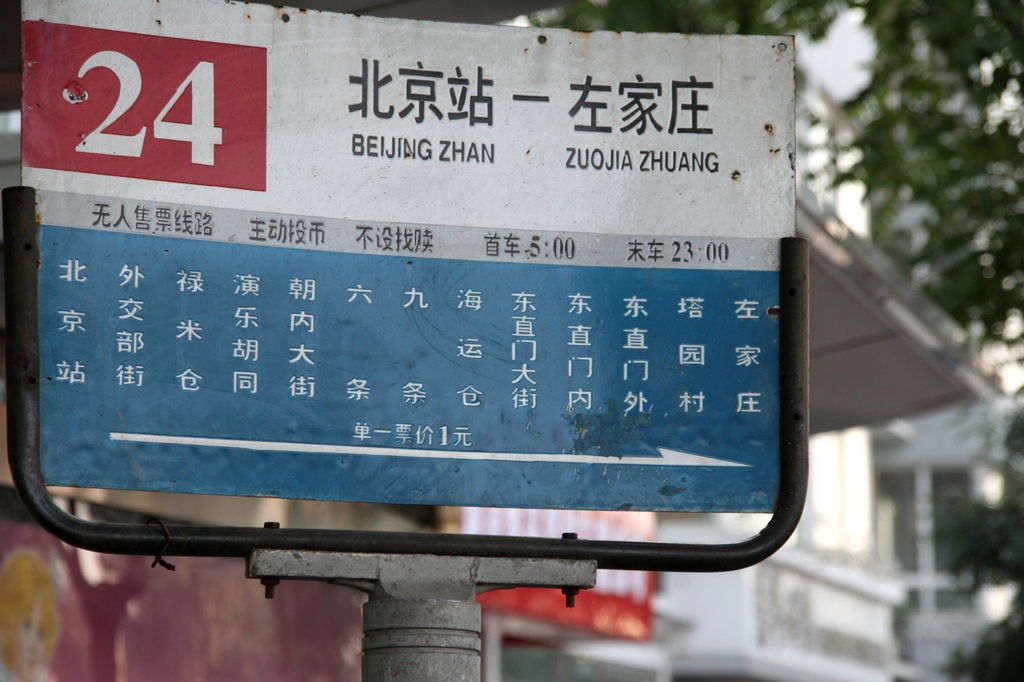 24
北京站 — 左家庄
BEIJING ZHAN ZUOJIA ZHUANG
无人售票线路 主动投币 不设找赎 首车 5:00 末车 23:00
北京站
外交部街
禄米仓
演乐胡同
朝内大街
六条
九条
海运仓
东直门大街
东直门内
东直门外
塔园村
左家庄
单一票价1元